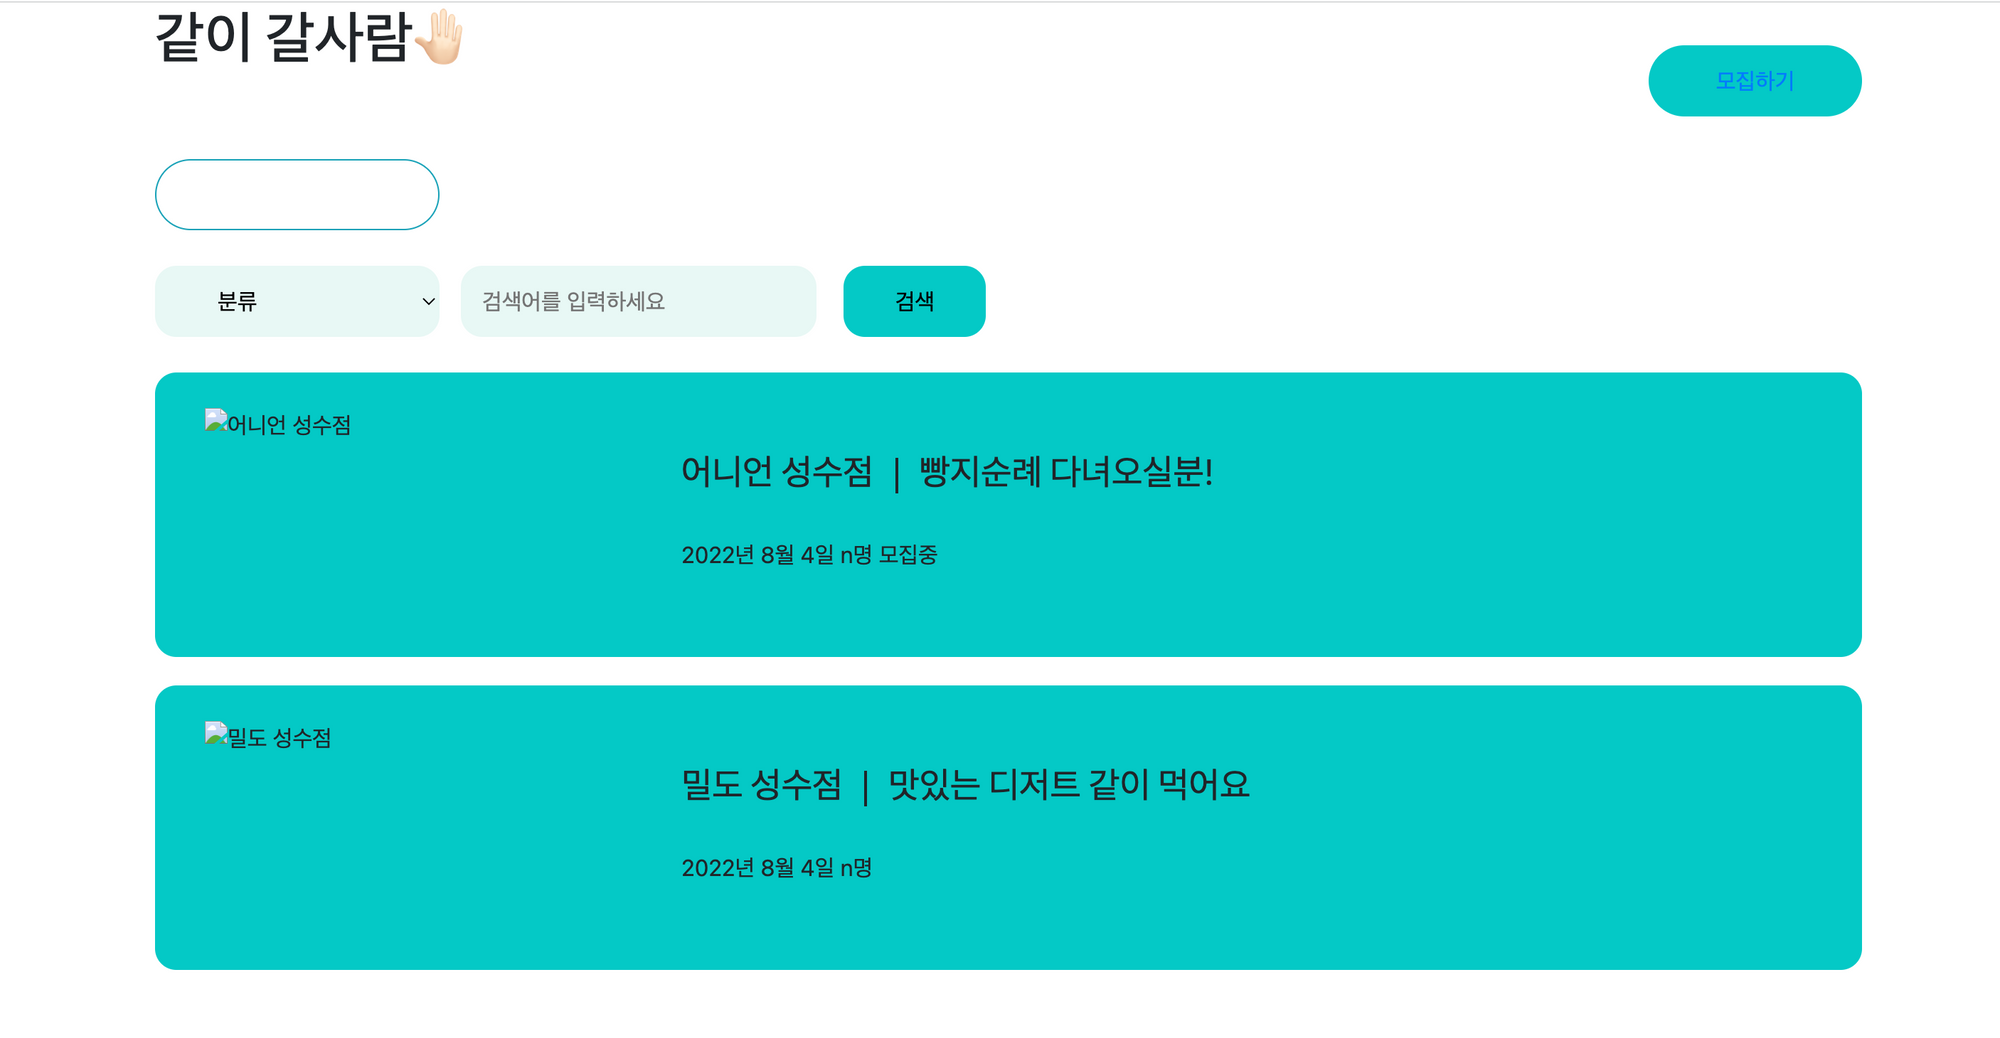 같이 갈사람🤚🏻
모집하기
분류
검색어를 입력하세요
검색
어니언 성수점
어니언 성수점 | 빵지순례 다녀오실분!
2022년 8월 4일 n명 모집중
밀도 성수점
밀도 성수점 | 맛있는 디저트 같이 먹어요
2022년 8월 4일 n명